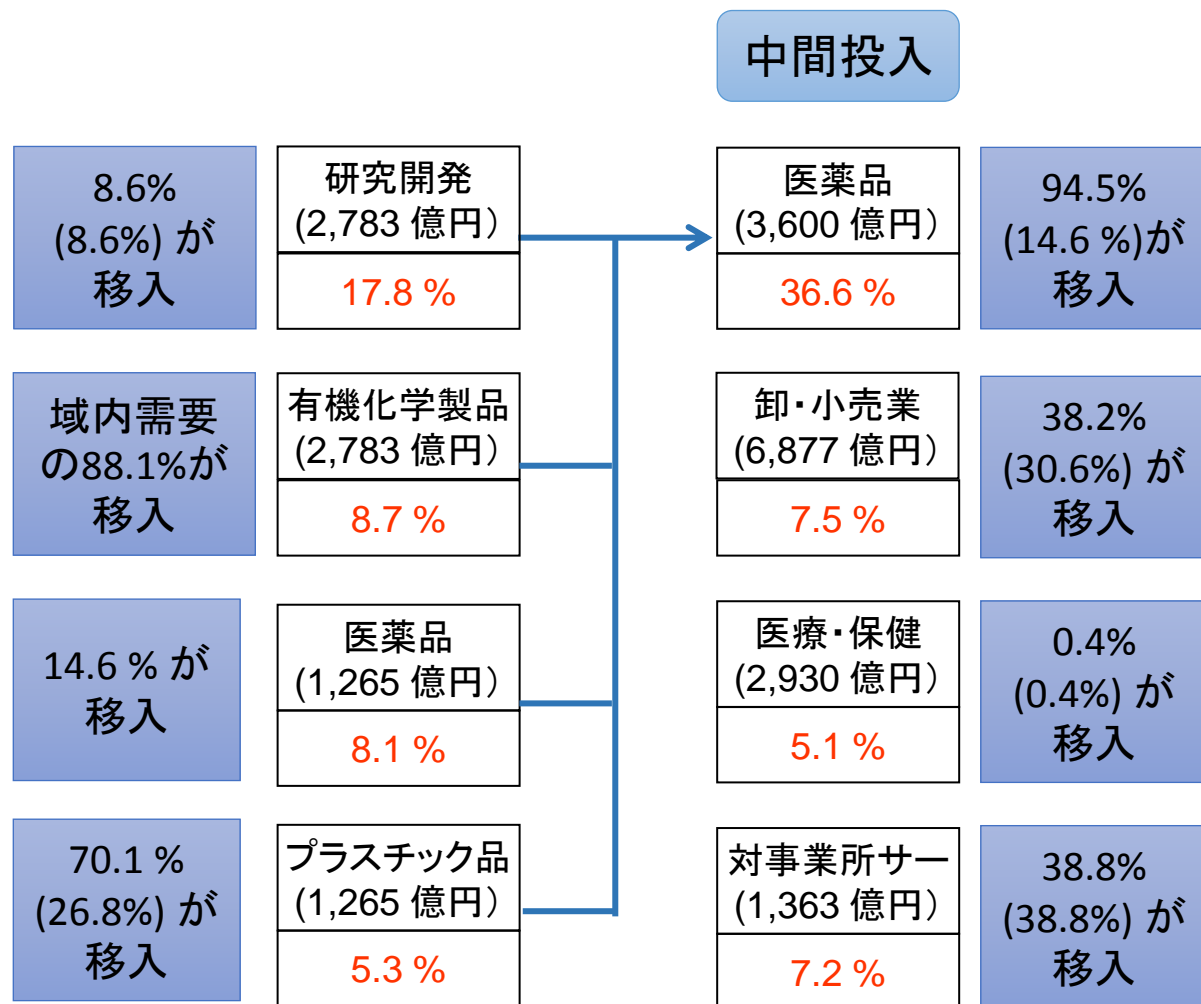 中間投入
8.6%
(8.6%) が
移入
研究開発
(2,783 億円）
17.8 %
医薬品
(3,600 億円）
36.6 %
94.5%
(14.6 %)が
移入
域内需要
の88.1%が
移入
有機化学製品
(2,783 億円）
8.7 %
卸・小売業
(6,877 億円）
7.5 %
38.2%
(30.6%) が
移入
14.6 % が
移入
医薬品
(1,265 億円）
8.1 %
医療・保健
(2,930 億円）
5.1 %
0.4%
(0.4%) が
移入
70.1 %
(26.8%) が
移入
プラスチック品
(1,265 億円）
5.3 %
対事業所サー
(1,363 億円）
7.2 %
38.8%
(38.8%) が
移入